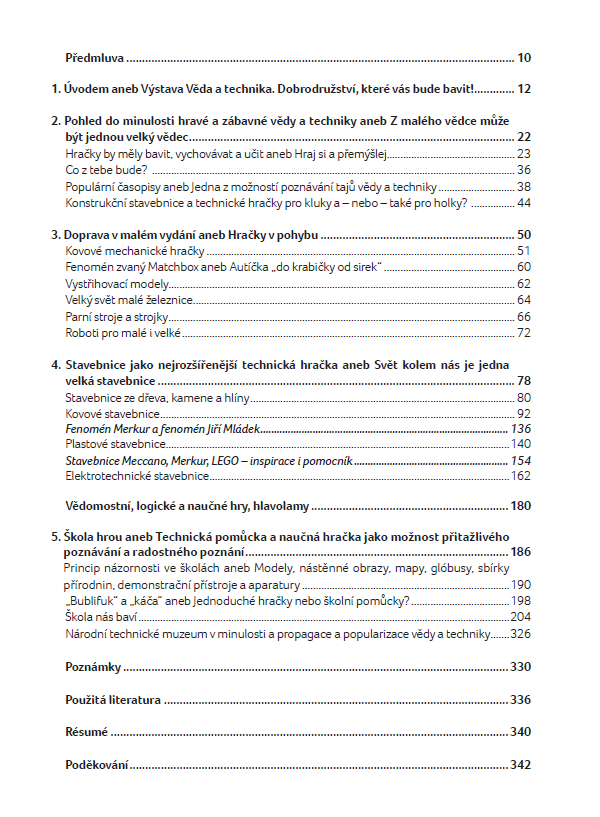 Předmluva ........ 10
1. Úvodem aneb Výstava Věda a technika. Dobrodružství, které vás bude bavit! ........ 12
2. Pohled do minulosti hravé a zábavné vědy a techniky aneb Z malého vědce může
být jednou velký vědec ........ 22
Hračky by měly bavit, vychovávat a učit aneb Hraj si a přemýšlej ........ 23
Co z tebe bude? ........ 36
Populární časopisy aneb Jedna z možností poznávání tajů vědy a techniky ........ 38
Konstrukční stavebnice a technické hračky pro kluky a – nebo – také pro holky? ........ 44
3. Doprava v malém vydání aneb Hračky v pohybu ........ 50
Kovové mechanické hračky ........ 51
Fenomén zvaný Matchbox aneb Autíčka „do krabičky od sirek“ ........ 60
Vystřihovací modely ........ 62
Velký svět malé železnice ........ 64
Parní stroje a strojky ........ 66
Roboti pro malé i velké ........ 72
4. Stavebnice jako nejrozšířenější technická hračka aneb Svět kolem nás je jedna
velká stavebnice ........ 78
Stavebnice ze dřeva, kamene a hlíny ........ 80
Kovové stavebnice ........ 92
Fenomén Merkur a fenomén Jiří Mládek ........ 136
Plastové stavebnice ........ 140
Stavebnice Meccano, Merkur, LEGO – inspirace i pomocník ........ 154
Elektrotechnické stavebnice ........ 162
Vědomostní, logické a naučné hry, hlavolamy ........ 180
5. Škola hrou aneb Technická pomůcka a naučná hračka jako možnost přitažlivého
poznávání a radostného poznání ........ 186
Princip názornosti ve školách aneb Modely, nástěnné obrazy, mapy, glóbusy, sbírky
přírodnin, demonstrační přístroje a aparatury ........ 190
„Bublifuk“ a „káča“ aneb Jednoduché hračky nebo školní pomůcky? ........ 198
Škola nás baví ........ 204
Národní technické muzeum v minulosti a propagace a popularizace vědy a techniky ........ 326
Poznámky ........ 330
Použitá literatura ........ 336
Résumé ........ 340
Poděkování ........ 342